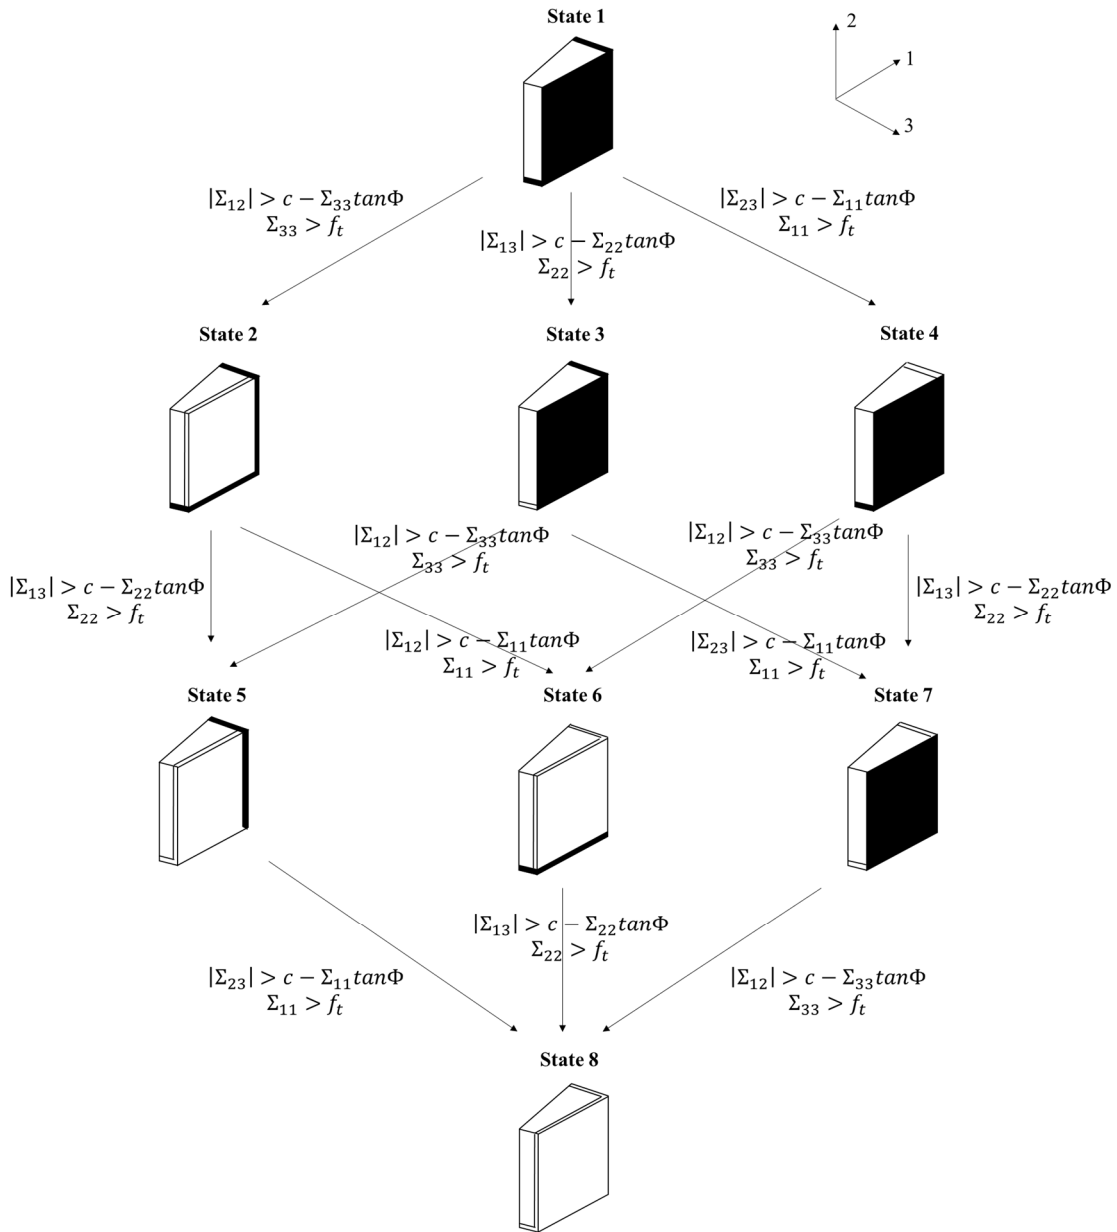 State 1
2
1
3
|Σ₁₂| > c − Σ₃₃tanΦ
Σ₃₃ > fₜ
|Σ₁₃| > c − Σ₂₂tanΦ
Σ₂₂ > fₜ
|Σ₂₃| > c − Σ₁₁tanΦ
Σ₁₁ > fₜ
State 2
State 3
State 4
|Σ₁₃| > c − Σ₂₂tanΦ
Σ₂₂ > fₜ
|Σ₁₂| > c − Σ₃₃tanΦ
Σ₃₃ > fₜ
|Σ₁₂| > c − Σ₁₁tanΦ
Σ₁₁ > fₜ
|Σ₁₂| > c − Σ₃₃tanΦ
Σ₃₃ > fₜ
|Σ₂₃| > c − Σ₁₁tanΦ
Σ₁₁ > fₜ
|Σ₁₃| > c − Σ₂₂tanΦ
Σ₂₂ > fₜ
State 5
State 6
State 7
|Σ₂₃| > c − Σ₁₁tanΦ
Σ₁₁ > fₜ
|Σ₁₃| > c − Σ₂₂tanΦ
Σ₂₂ > fₜ
|Σ₁₂| > c − Σ₃₃tanΦ
Σ₃₃ > fₜ
State 8